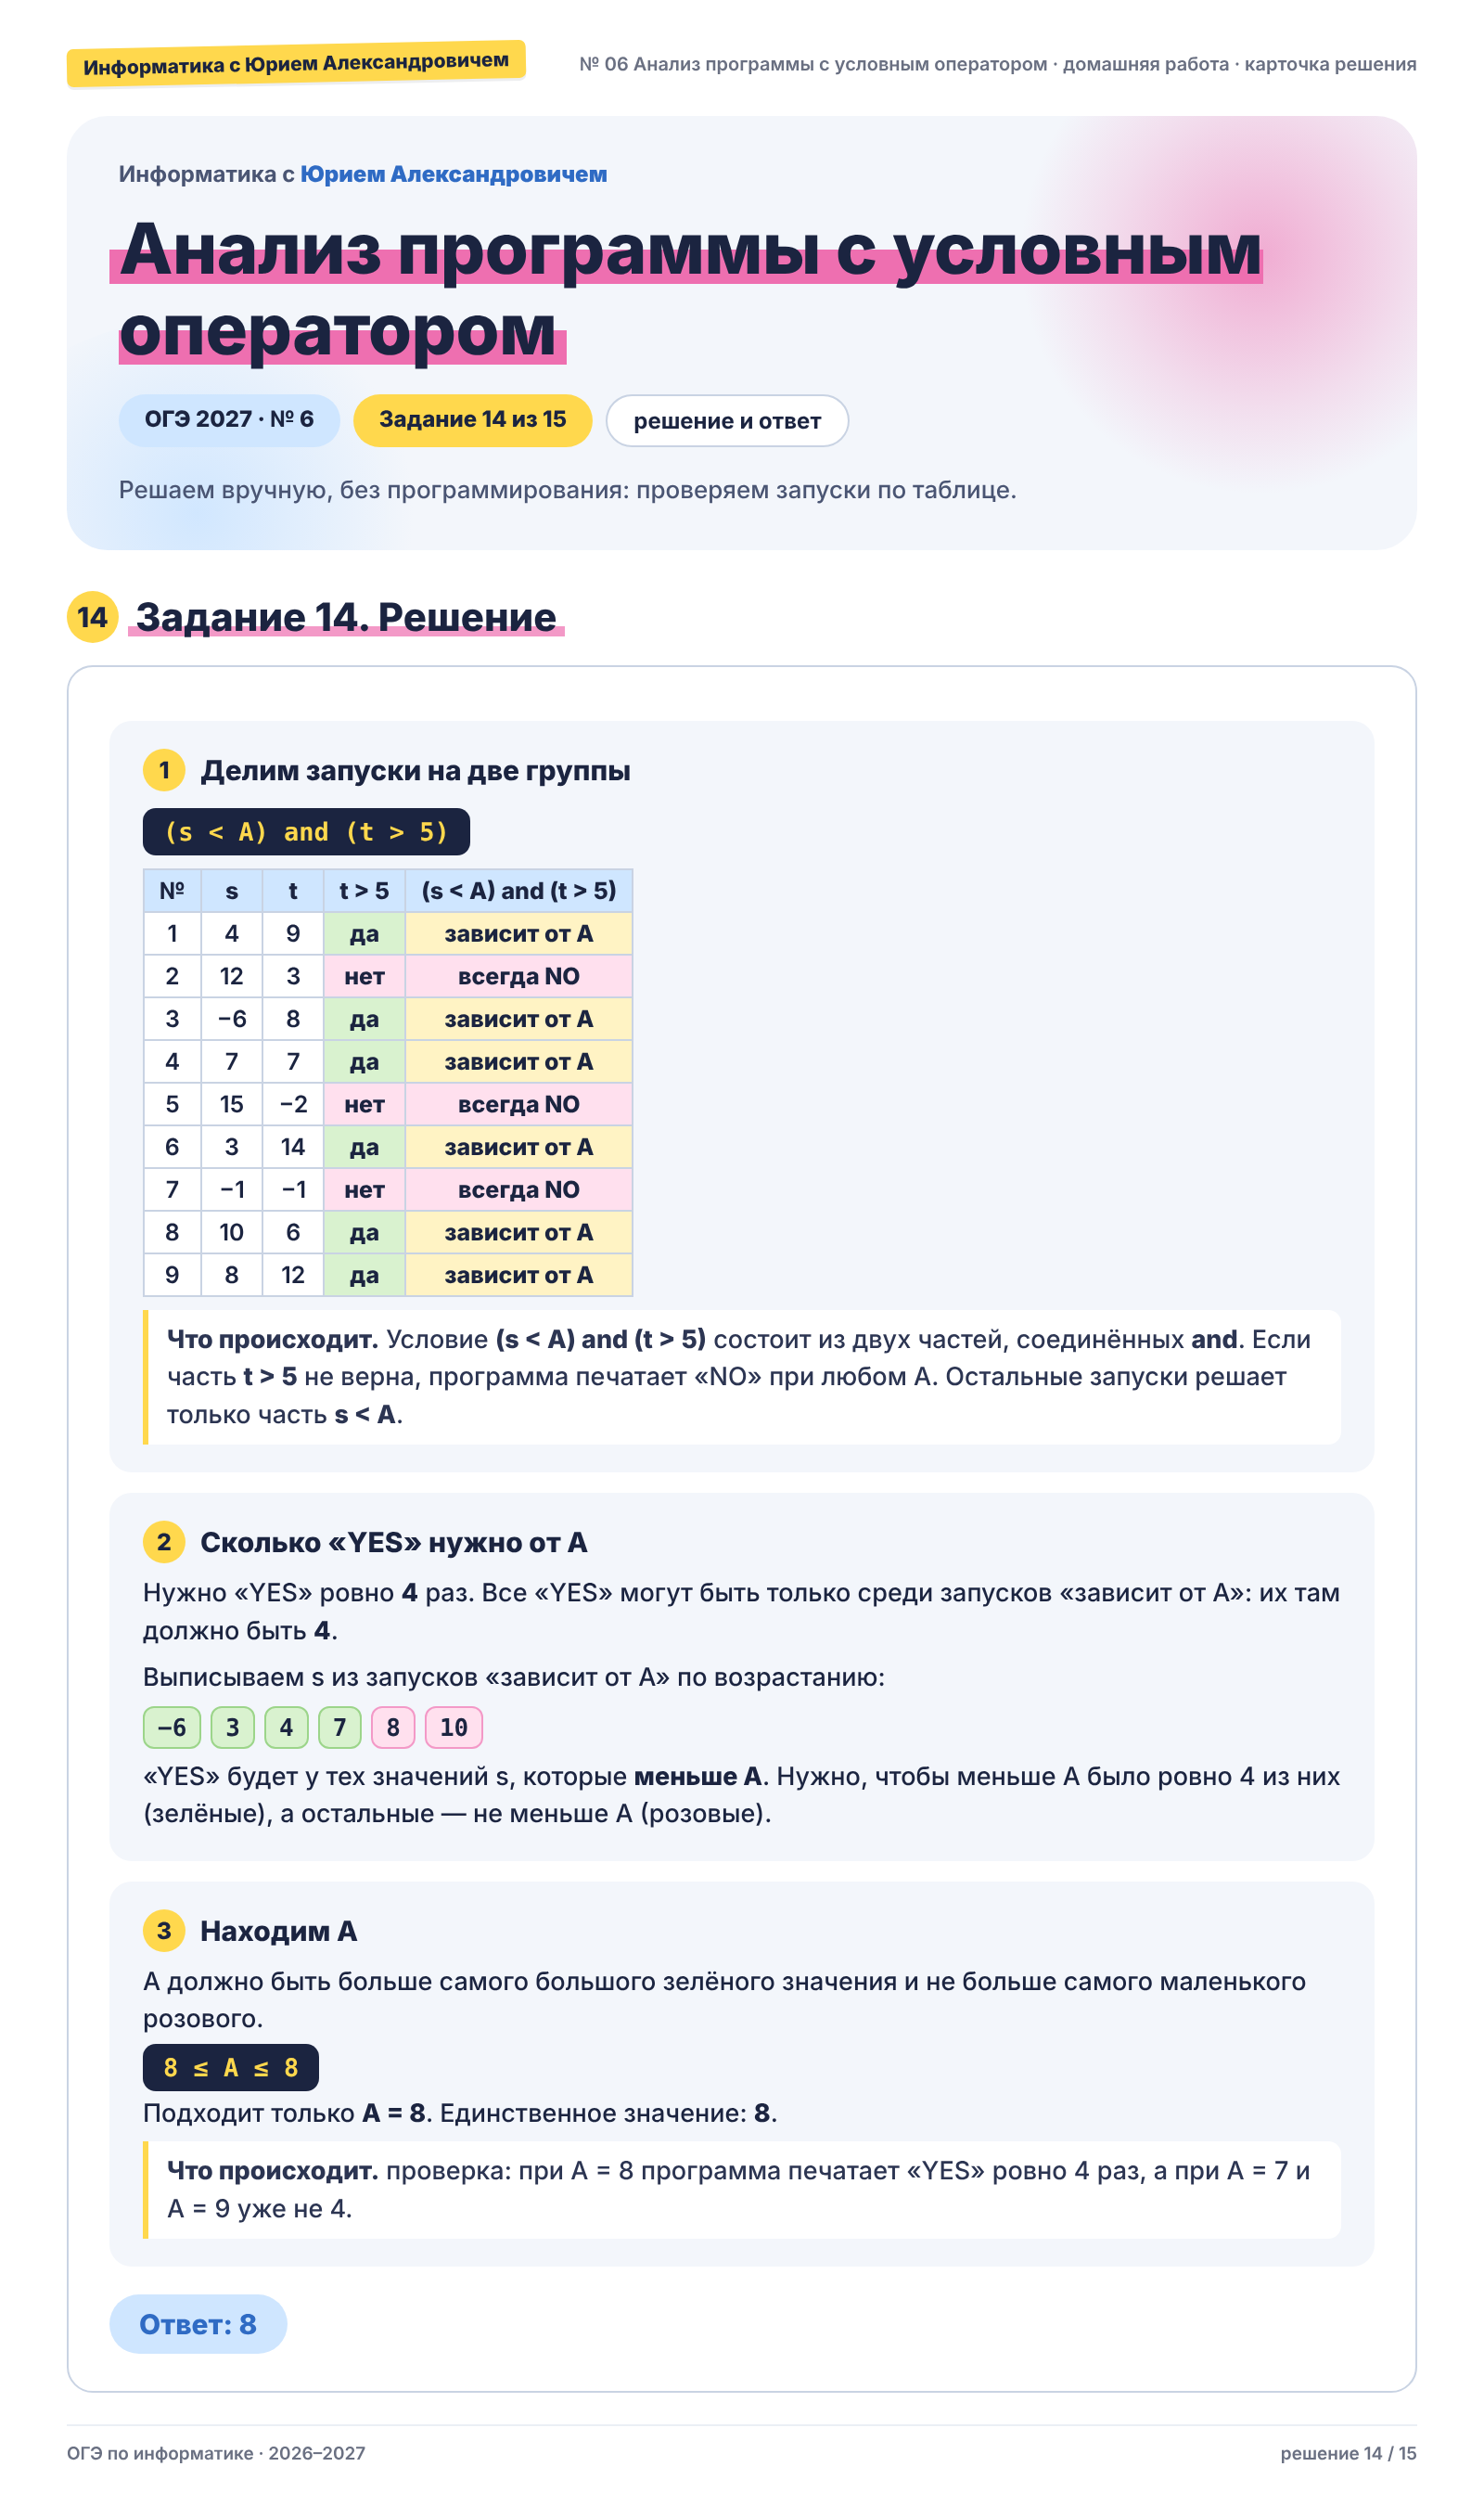 Информатика с Юрием Александровичем
№ 06 Анализ программы с условным оператором · домашняя работа · карточка решения
Информатика с Юрием Александровичем
Анализ программы с условным
оператором
ОГЭ 2027 · № 6
Задание 14 из 15
решение и ответ
Решаем вручную, без программирования: проверяем запуски по таблице.
14 Задание 14. Решение
1 Делим запуски на две группы
(s < A) and (t > 5)
№ s t t > 5 (s < A) and (t > 5)
1 4 9 да зависит от A
2 12 3 нет всегда NO
3 −6 8 да зависит от A
4 7 7 да зависит от A
5 15 −2 нет всегда NO
6 3 14 да зависит от A
7 −1 −1 нет всегда NO
8 10 6 да зависит от A
9 8 12 да зависит от A
Что происходит. Условие (s < A) and (t > 5) состоит из двух частей, соединённых and. Если
часть t > 5 не верна, программа печатает «NO» при любом A. Остальные запуски решает
только часть s < A.
2 Сколько «YES» нужно от A
Нужно «YES» ровно 4 раз. Все «YES» могут быть только среди запусков «зависит от A»: их там
должно быть 4.
Выписываем s из запусков «зависит от A» по возрастанию:
−6 3 4 7 8 10
«YES» будет у тех значений s, которые меньше A. Нужно, чтобы меньше A было ровно 4 из них
(зелёные), а остальные — не меньше A (розовые).
3 Находим A
A должно быть больше самого большого зелёного значения и не больше самого маленького
розового.
8 ≤ A ≤ 8
Подходит только A = 8. Единственное значение: 8.
Что происходит. проверка: при A = 8 программа печатает «YES» ровно 4 раз, а при A = 7 и
A = 9 уже не 4.
Ответ: 8
ОГЭ по информатике · 2026–2027
решение 14 / 15